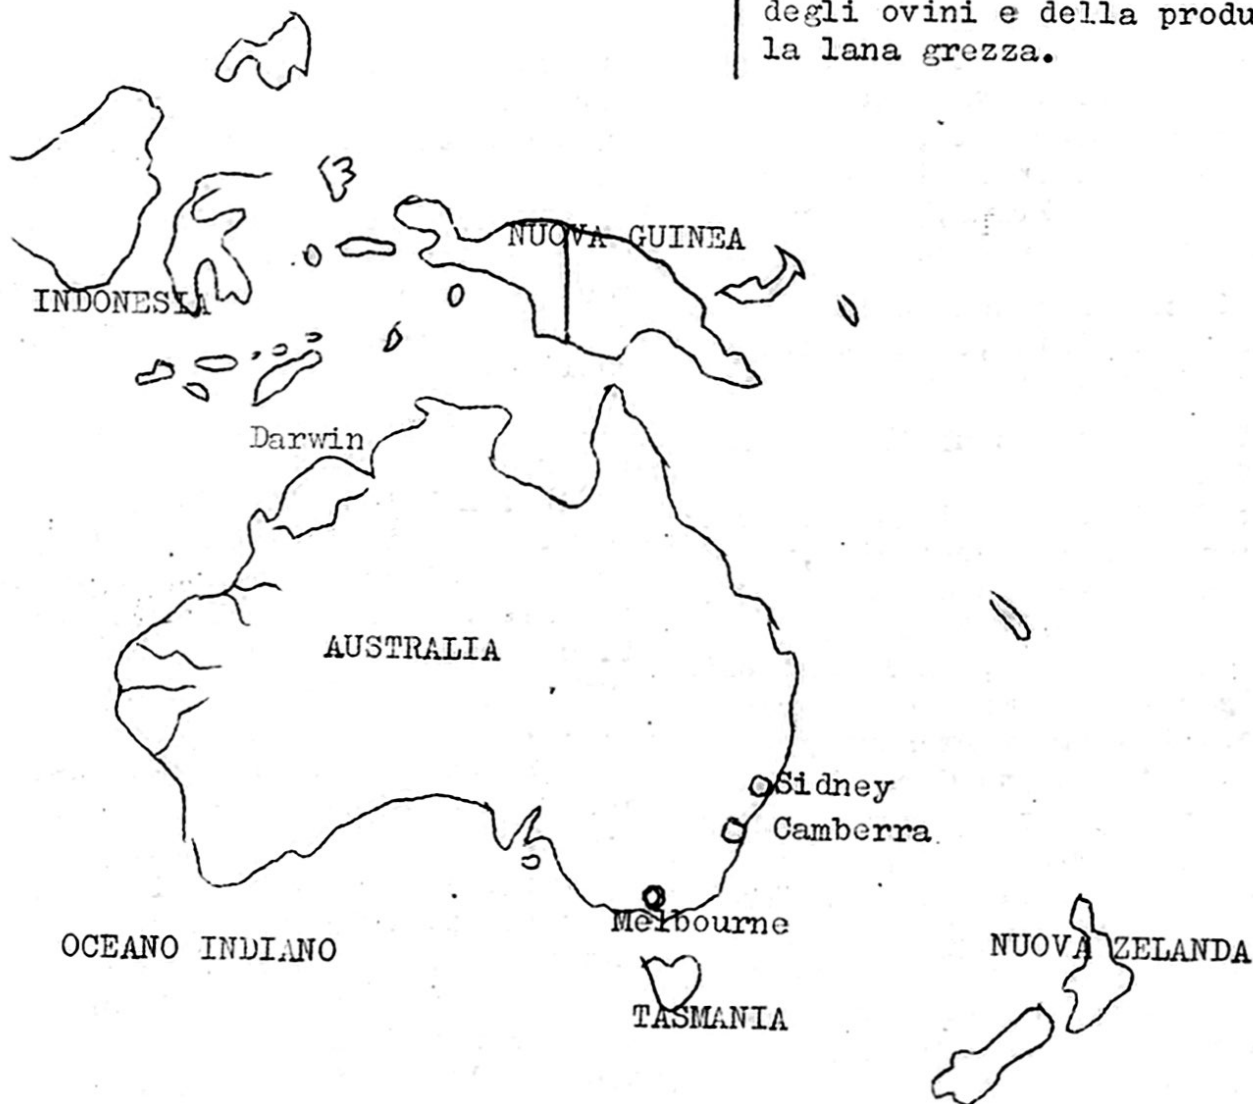 degli ovini e della produ
la lana grezza.
NUOVA GUINEA
INDONESIA
Darwin
AUSTRALIA
Sidney
Camberra
Melbourne
OCEANO INDIANO
NUOVA ZELANDA
TASMANIA